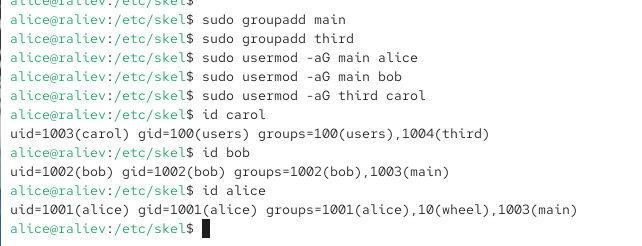 alice@raliev:/etc/skel$
alice@raliev:/etc/skel$ sudo groupadd main
alice@raliev:/etc/skel$ sudo groupadd third
alice@raliev:/etc/skel$ sudo usermod -aG main alice
alice@raliev:/etc/skel$ sudo usermod -aG main bob
alice@raliev:/etc/skel$ sudo usermod -aG third carol
alice@raliev:/etc/skel$ id carol
uid=1003(carol) gid=100(users) groups=100(users),1004(third)
alice@raliev:/etc/skel$ id bob
uid=1002(bob) gid=1002(bob) groups=1002(bob),1003(main)
alice@raliev:/etc/skel$ id alice
uid=1001(alice) gid=1001(alice) groups=1001(alice),10(wheel),1003(main)
alice@raliev:/etc/skel$